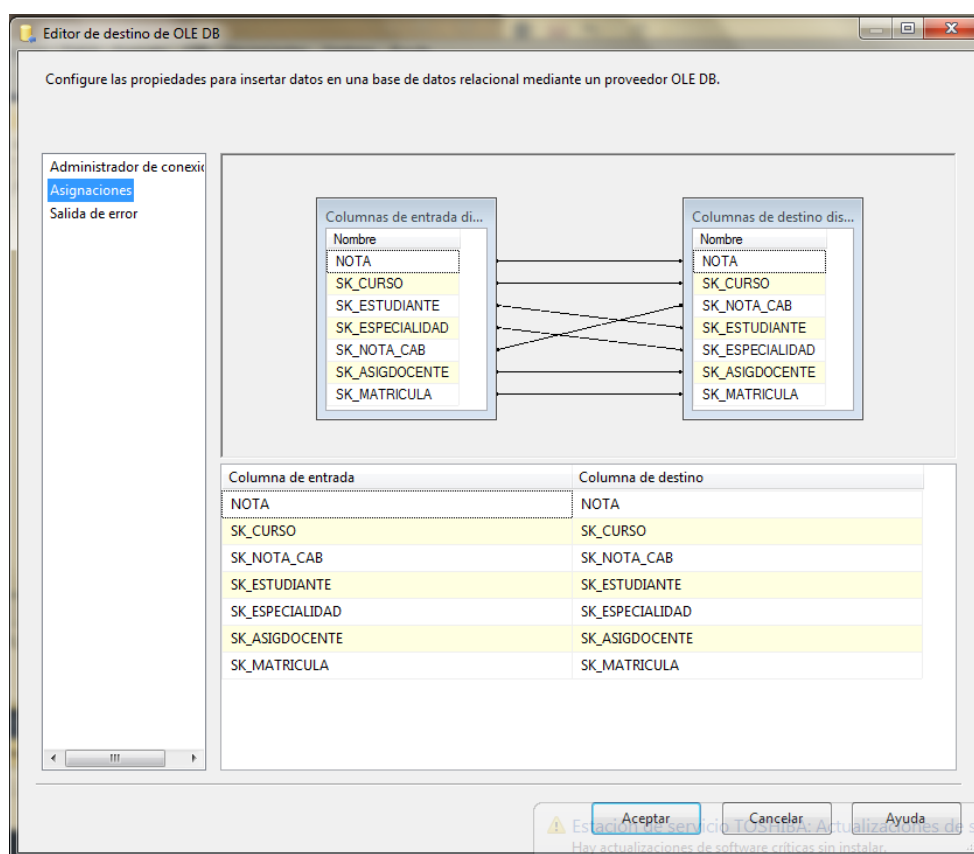 Editor de destino de OLE DB
Configure las propiedades para insertar datos en una base de datos relacional mediante un proveedor OLE DB.
Administrador de conexi
Asignaciones
Salida de error
Columnas de entrada di...
Nombre
NOTA
SK_CURSO
SK_ESTUDIANTE
SK_ESPECIALIDAD
SK_NOTA_CAB
SK_ASIGDOCENTE
SK_MATRICULA
Columnas de destino dis...
Nombre
NOTA
SK_CURSO
SK_NOTA_CAB
SK_ESTUDIANTE
SK_ESPECIALIDAD
SK_ASIGDOCENTE
SK_MATRICULA
Columna de entrada Columna de destino
NOTA NOTA
SK_CURSO SK_CURSO
SK_NOTA_CAB SK_NOTA_CAB
SK_ESTUDIANTE SK_ESTUDIANTE
SK_ESPECIALIDAD SK_ESPECIALIDAD
SK_ASIGDOCENTE SK_ASIGDOCENTE
SK_MATRICULA SK_MATRICULA
Aceptar Cancelar Ayuda
Estación de servicio TOSHIBA: Actualizaciones de s
Hay actualizaciones de software críticas sin instalar.